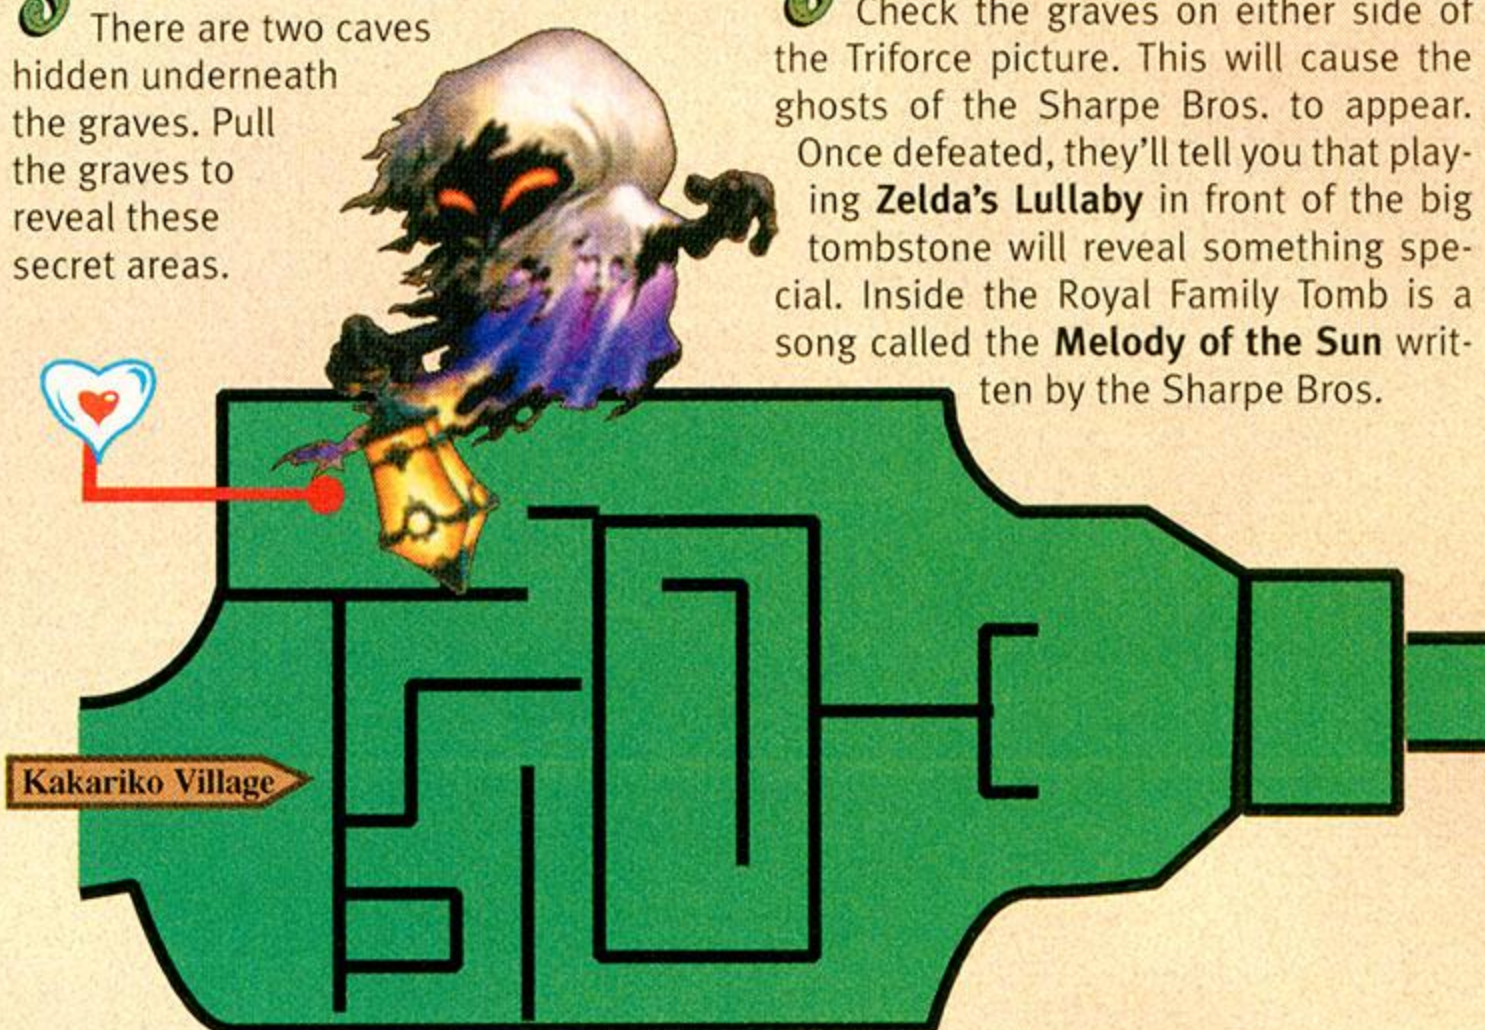 There are two caves
hidden underneath
the graves. Pull
the graves to
reveal these
secret areas.
Check the graves on either side of
the Triforce picture. This will cause the
ghosts of the Sharpe Bros. to appear.
Once defeated, they'll tell you that play-
ing Zelda's Lullaby in front of the big
tombstone will reveal something spe-
cial. Inside the Royal Family Tomb is a
song called the Melody of the Sun writ-
ten by the Sharpe Bros.
Kakariko Village